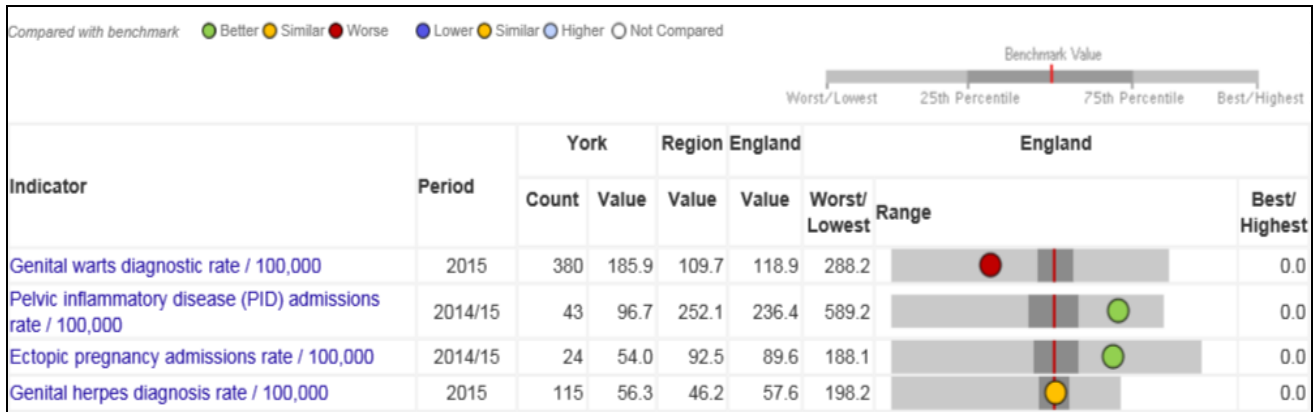 Compared with benchmark Better Similar Worse Lower Similar Higher Not Compared
Benchmark Value
Worst/Lowest 25th Percentile 75th Percentile Best/Highest
York Region England England
Indicator Period Count Value Value Value Worst/ Lowest Range Best/ Highest
Genital warts diagnostic rate / 100,000 2015 380 185.9 109.7 118.9 288.2 0.0
Pelvic inflammatory disease (PID) admissions
rate / 100,000 2014/15 43 96.7 252.1 236.4 589.2 0.0
Ectopic pregnancy admissions rate / 100,000 2014/15 24 54.0 92.5 89.6 188.1 0.0
Genital herpes diagnosis rate / 100,000 2015 115 56.3 46.2 57.6 198.2 0.0